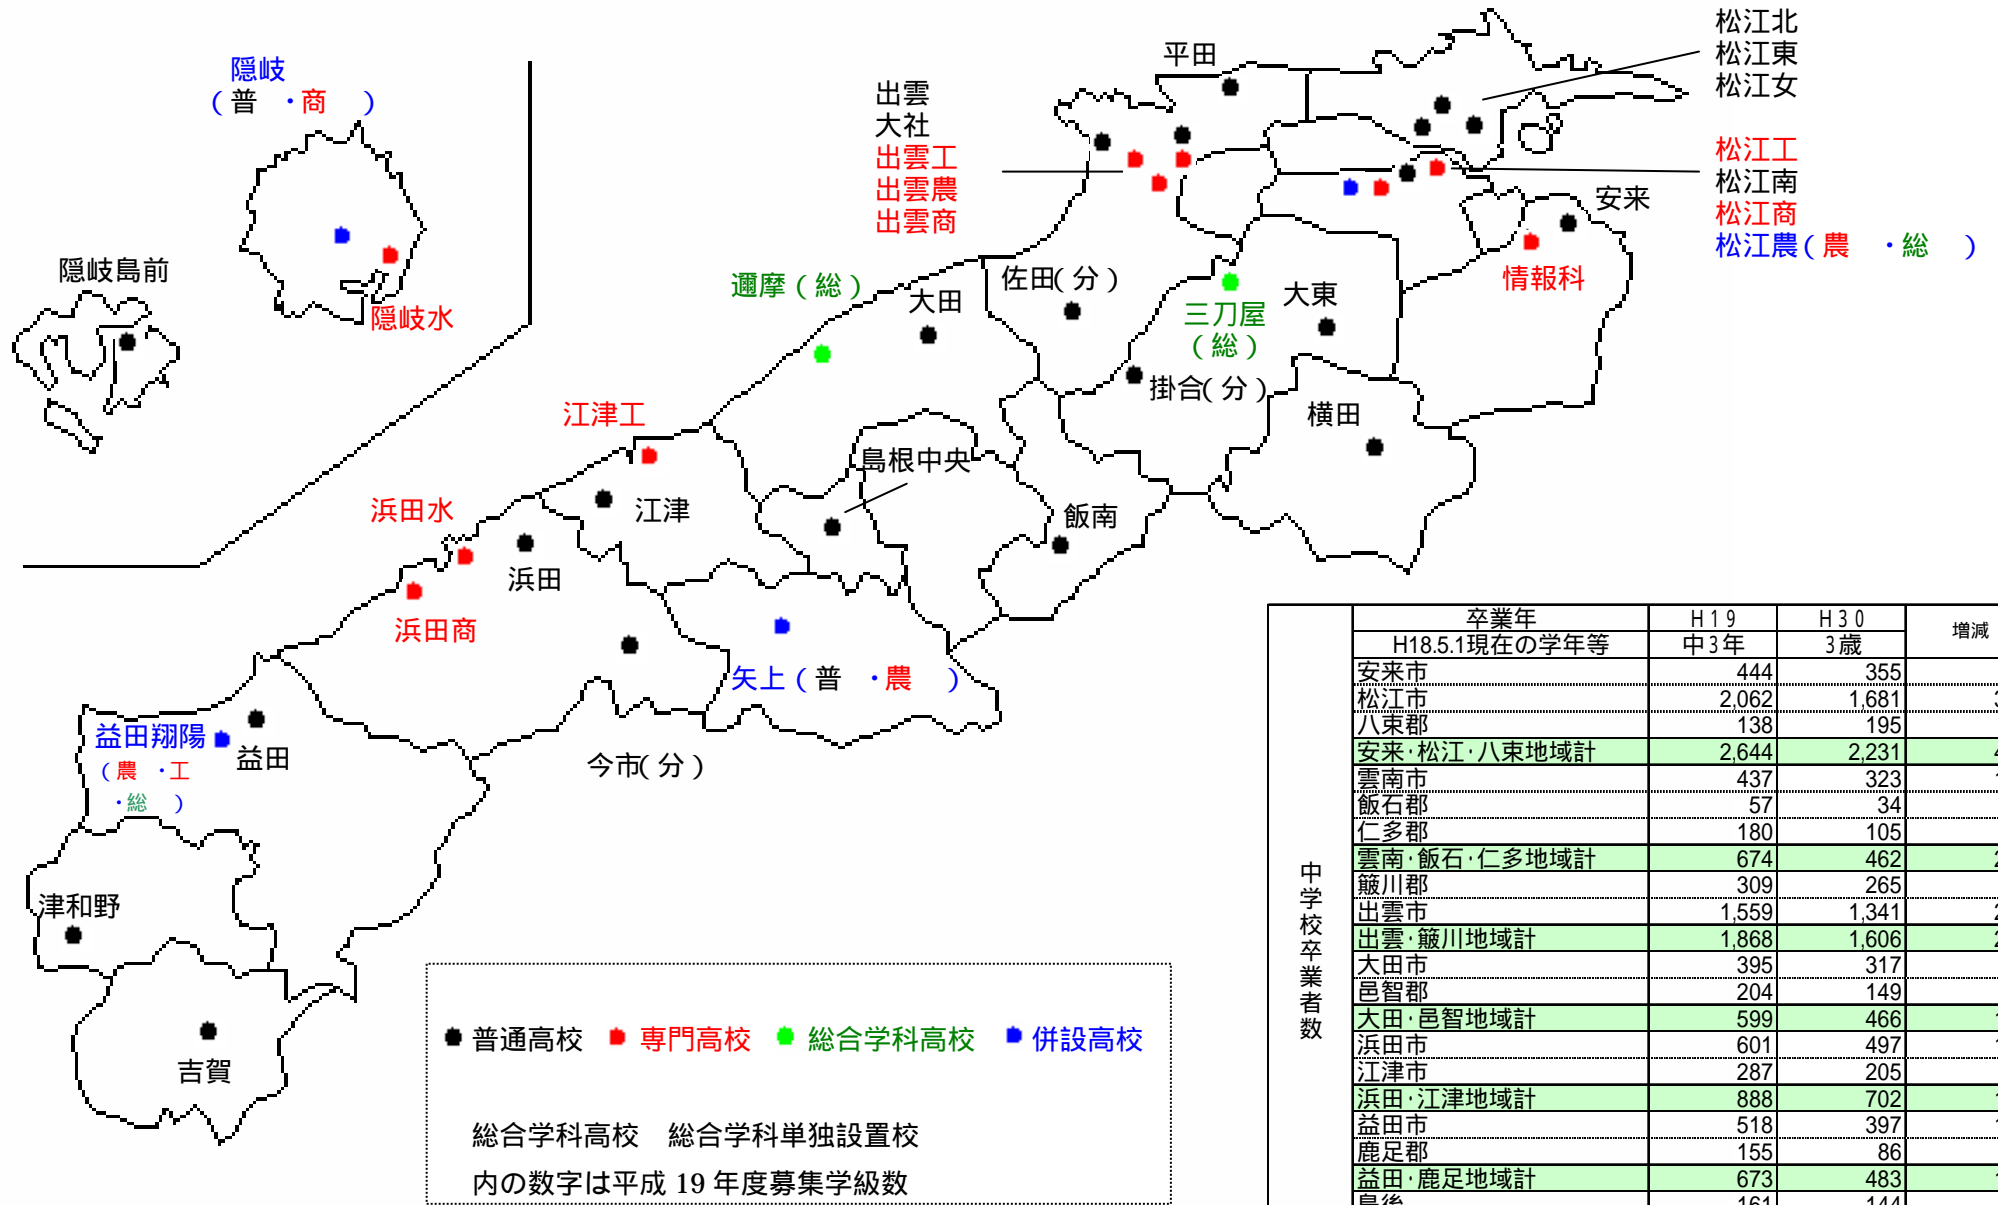 隠岐
(普 ・商 )
隠岐島前
隠岐水
平田
出雲
大社
出雲工
出雲農
出雲商
松江北
松江東
松江女
松江工
松江南
松江商
松江農(農 ・総 )
安来
情報科
邇摩(総)
大田
佐田(分)
三刀屋
(総)
大東
掛合(分)
横田
江津工
島根中央
江津
飯南
浜田水
浜田
浜田商
矢上(普 ・農 )
益田翔陽
(農 ・工
・総 )
益田
今市(分)
津和野
吉賀
普通高校 専門高校 総合学科高校 併設高校
総合学科高校 総合学科単独設置校
内の数字は平成 19 年度募集学級数
中学校卒業者数
卒業年 H19 H30 増減
H18.5.1現在の学年等 中3年 3歳
安来市 444 355
松江市 2,062 1,681 3
八束郡 138 195
安来・松江・八束地域計 2,644 2,231 4
雲南市 437 323 1
飯石郡 57 34
仁多郡 180 105
雲南・飯石・仁多地域計 674 462 2
簸川郡 309 265
出雲市 1,559 1,341 2
出雲・簸川地域計 1,868 1,606 2
大田市 395 317
邑智郡 204 149
大田・邑智地域計 599 466 1
浜田市 601 497 1
江津市 287 205
浜田・江津地域計 888 702 1
益田市 518 397 1
鹿足郡 155 86
益田・鹿足地域計 673 483 1
島後 161 144